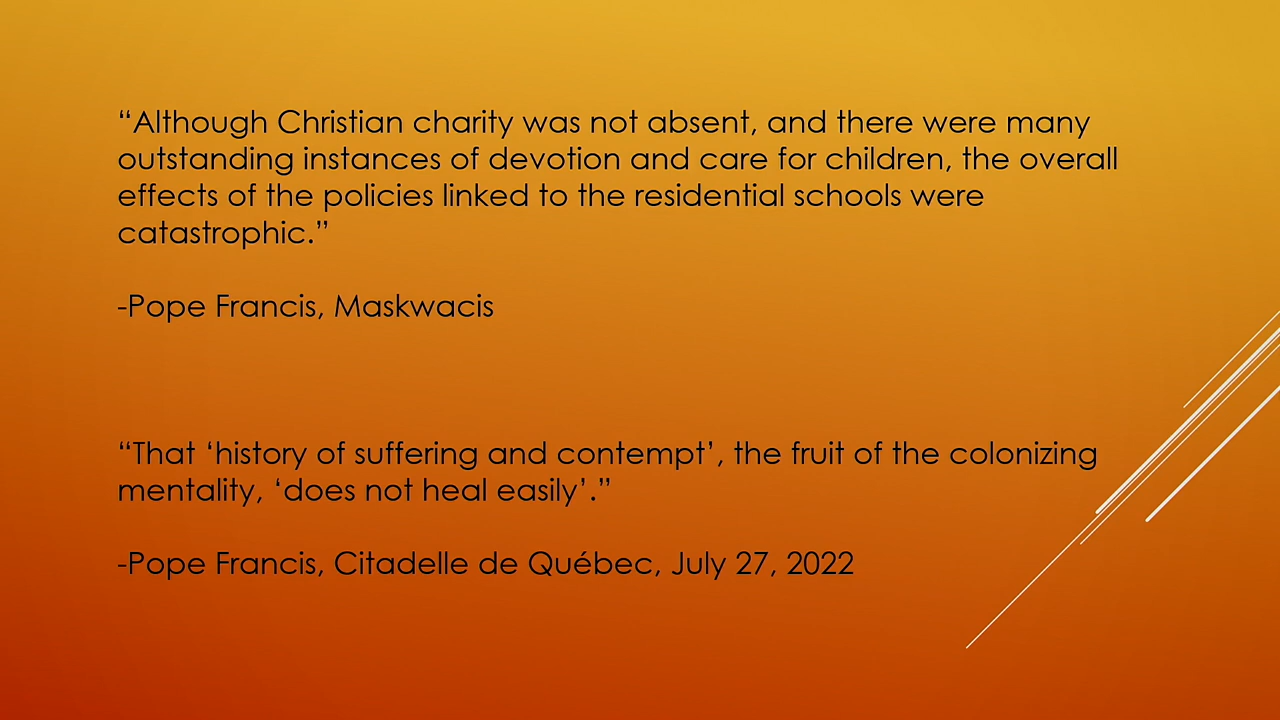 “Although Christian charity was not absent, and there were many
outstanding instances of devotion and care for children, the overall
effects of the policies linked to the residential schools were
catastrophic.”
-Pope Francis, Maskwacis
“That ‘history of suffering and contempt’, the fruit of the colonizing
mentality, ‘does not heal easily’.”
-Pope Francis, Citadelle de Québec, July 27, 2022